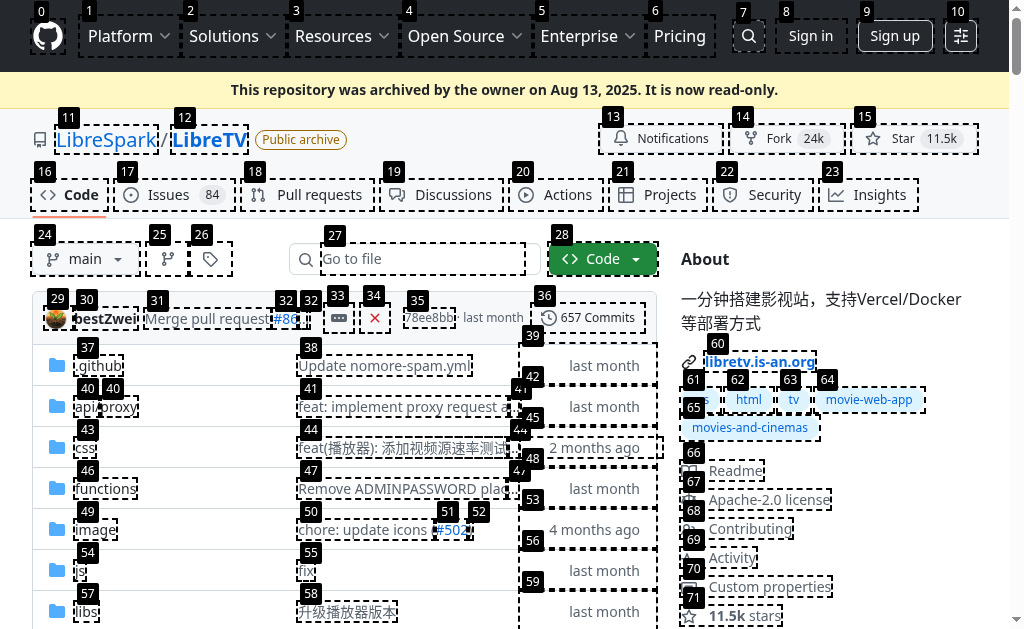 0 1 2 3 4 5 6 7 8 9 10
Platform Solutions Resources Open Source Enterprise Pricing Sign in Sign up
This repository was archived by the owner on Aug 13, 2025. It is now read-only.
11 12 13 14 15
LibreSpark / LibreTV Public archive Notifications Fork 24k Star 11.5k
16 17 18 19 20 21 22 23
Code Issues 84 Pull requests Discussions Actions Projects Security Insights
24 25 26 27 28
main Go to file Code
About
一分钟搭建影视站，支持Vercel/Docker
等部署方式
29 30 31 32 32 33 34 35 36
bestZwei Merge pull request #86... 78ee8bb · last month 657 Commits
37 38 39
.github Update nomore-spam.yml last month
60
libretv.is-an.org
40 40 41 41 42
api/proxy feat: implement proxy request a... last month
61 62 63 64
s html tv movie-web-app
65
movies-and-cinemas
43 44 44 45
css feat(播放器): 添加视频源速率测试... 2 months ago
46 47 47 48
functions Remove ADMINPASSWORD plac... last month
66
Readme
67
Apache-2.0 license
49 50 51 52 53
image chore: update icons (#502) 4 months ago
68
Contributing
69
Activity
54 55 56
js fix last month
70
Custom properties
57 58 59
libs 升级播放器版本 last month
71
11.5k stars